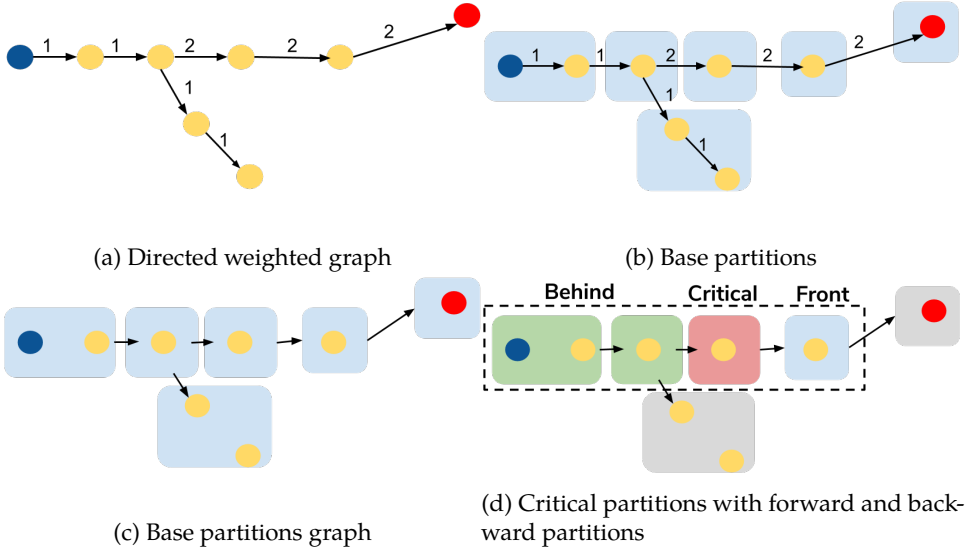 1 1 2 2 2
1
1
(a) Directed weighted graph
1 1 2 2 2
1
1
(b) Base partitions
(c) Base partitions graph
Behind Critical Front
(d) Critical partitions with forward and back-
ward partitions